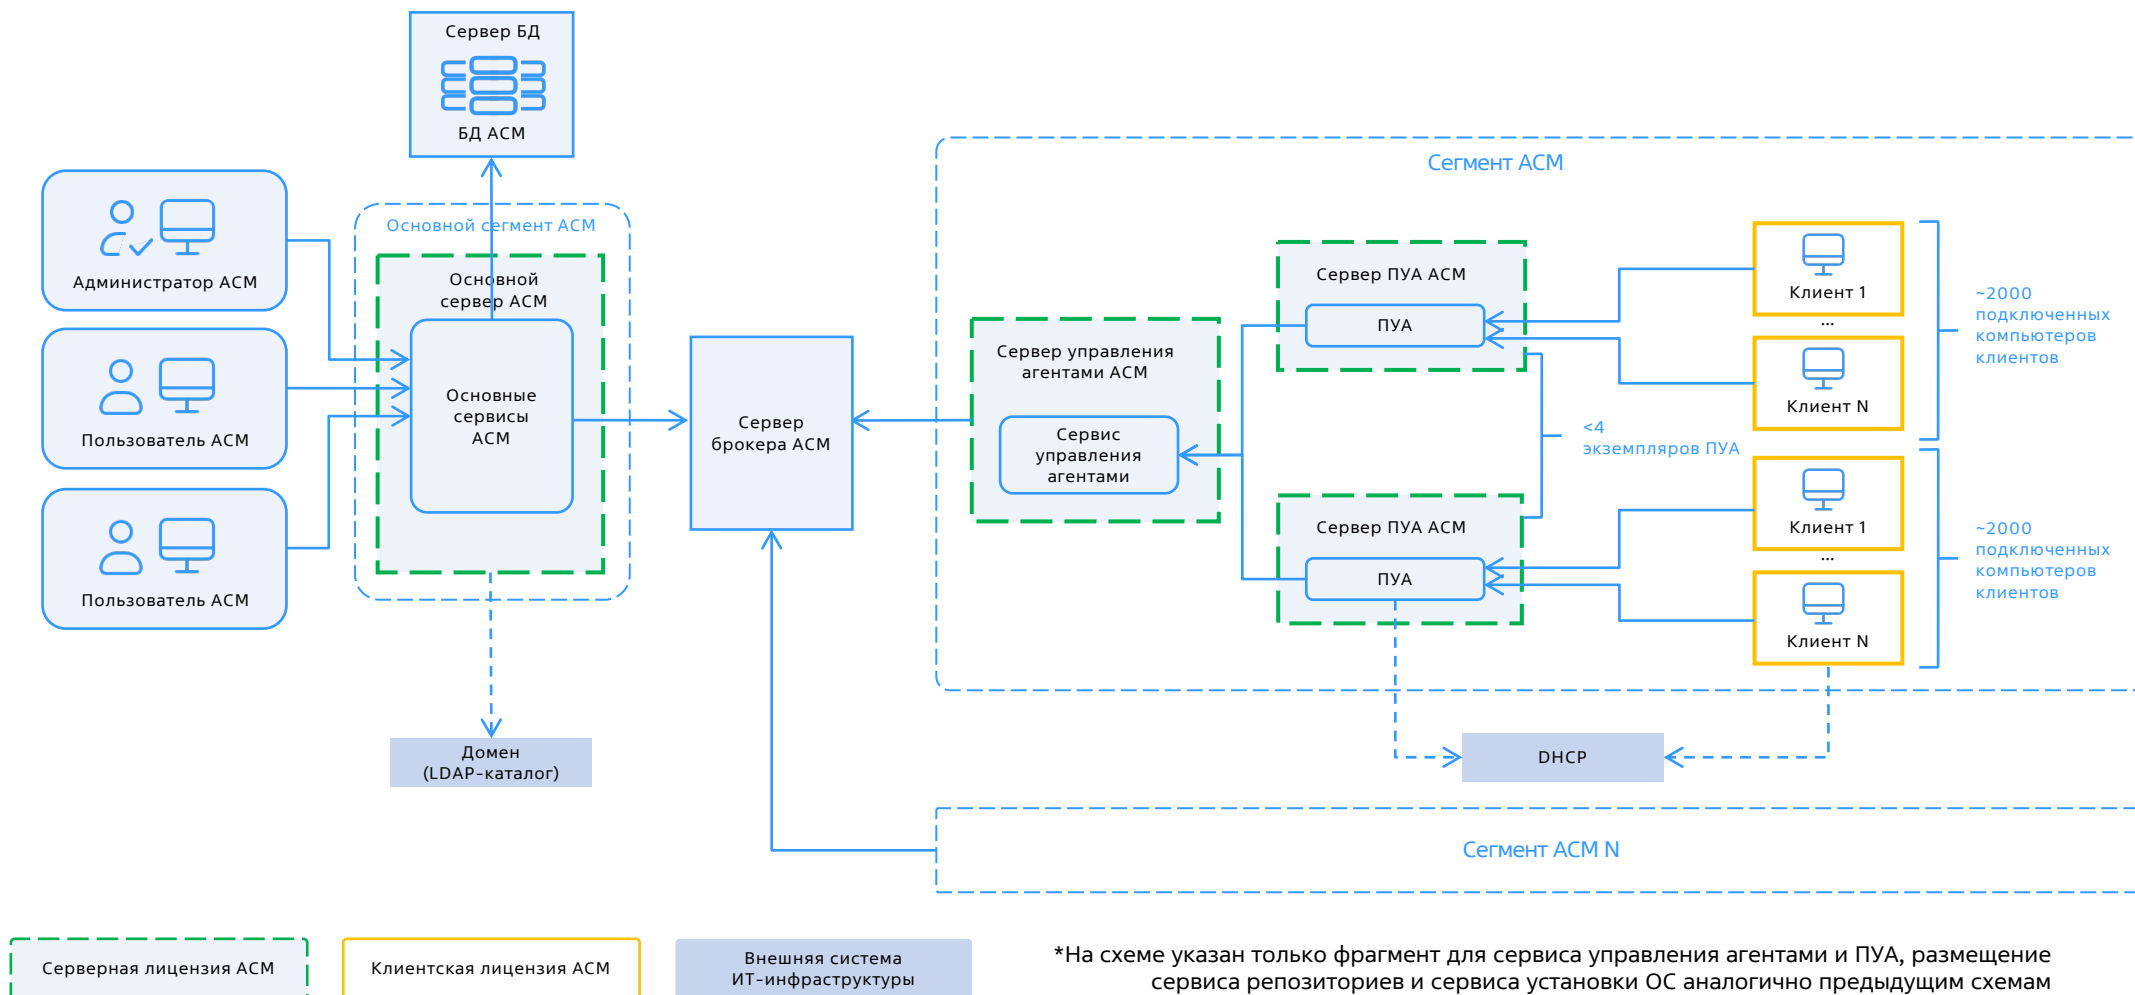 Сервер БД
БД АСМ
Администратор АСМ
Пользователь АСМ
Пользователь АСМ
Основной сегмент АСМ
Основной
сервер АСМ
Основные
сервисы
АСМ
Домен
(LDAP-каталог)
Сервер
брокера АСМ
Сегмент АСМ
Сервер управления
агентами АСМ
Сервис
управления
агентами
Сервер ПУА АСМ
ПУА
Сервер ПУА АСМ
ПУА
<4
экземпляров ПУА
Клиент 1
...
Клиент N
~2000
подключенных
компьютеров
клиентов
Клиент 1
...
Клиент N
~2000
подключенных
компьютеров
клиентов
DHCP
Сегмент АСМ N
Серверная лицензия АСМ
Клиентская лицензия АСМ
Внешняя система
ИТ-инфраструктуры
*На схеме указан только фрагмент для сервиса управления агентами и ПУА, размещение
сервиса репозиториев и сервиса установки ОС аналогично предыдущим схемам